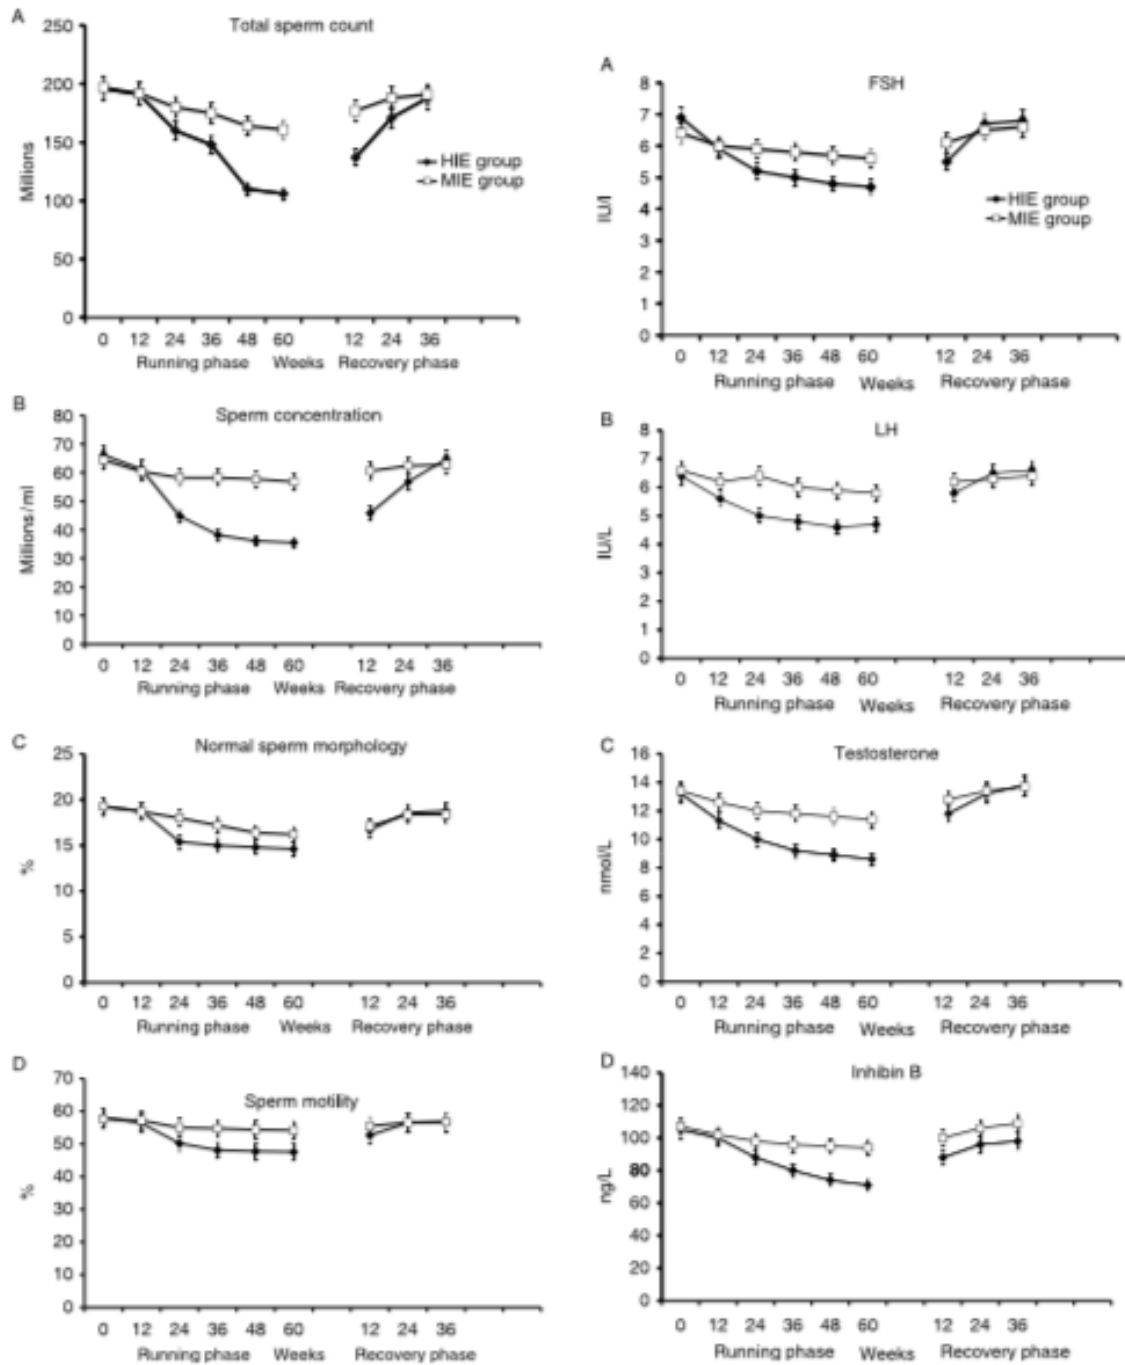 A
Total sperm count
250
200
150
100
50
0
Millions
HIE group
MIE group
0 12 24 36 48 60 12 24 36
Running phase Weeks Recovery phase
B
Sperm concentration
80
70
60
50
40
30
20
10
0
Millions/ml
0 12 24 36 48 60 12 24 36
Running phase Weeks Recovery phase
C
Normal sperm morphology
25
20
15
10
5
0
%
0 12 24 36 48 60 12 24 36
Running phase Weeks Recovery phase
D
Sperm motility
70
60
50
40
30
20
10
0
%
0 12 24 36 48 60 12 24 36
Running phase Weeks Recovery phase
A
FSH
8
7
6
5
4
3
2
1
0
IU/l
HIE group
MIE group
0 12 24 36 48 60 12 24 36
Running phase Weeks Recovery phase
B
LH
8
7
6
5
4
3
2
1
0
IU/L
0 12 24 36 48 60 12 24 36
Running phase Weeks Recovery phase
C
Testosterone
16
14
12
10
8
6
4
2
0
nmol/L
0 12 24 36 48 60 12 24 36
Running phase Weeks Recovery phase
D
Inhibin B
140
120
100
80
60
40
20
0
ng/L
0 12 24 36 48 60 12 24 36
Running phase Weeks Recovery phase